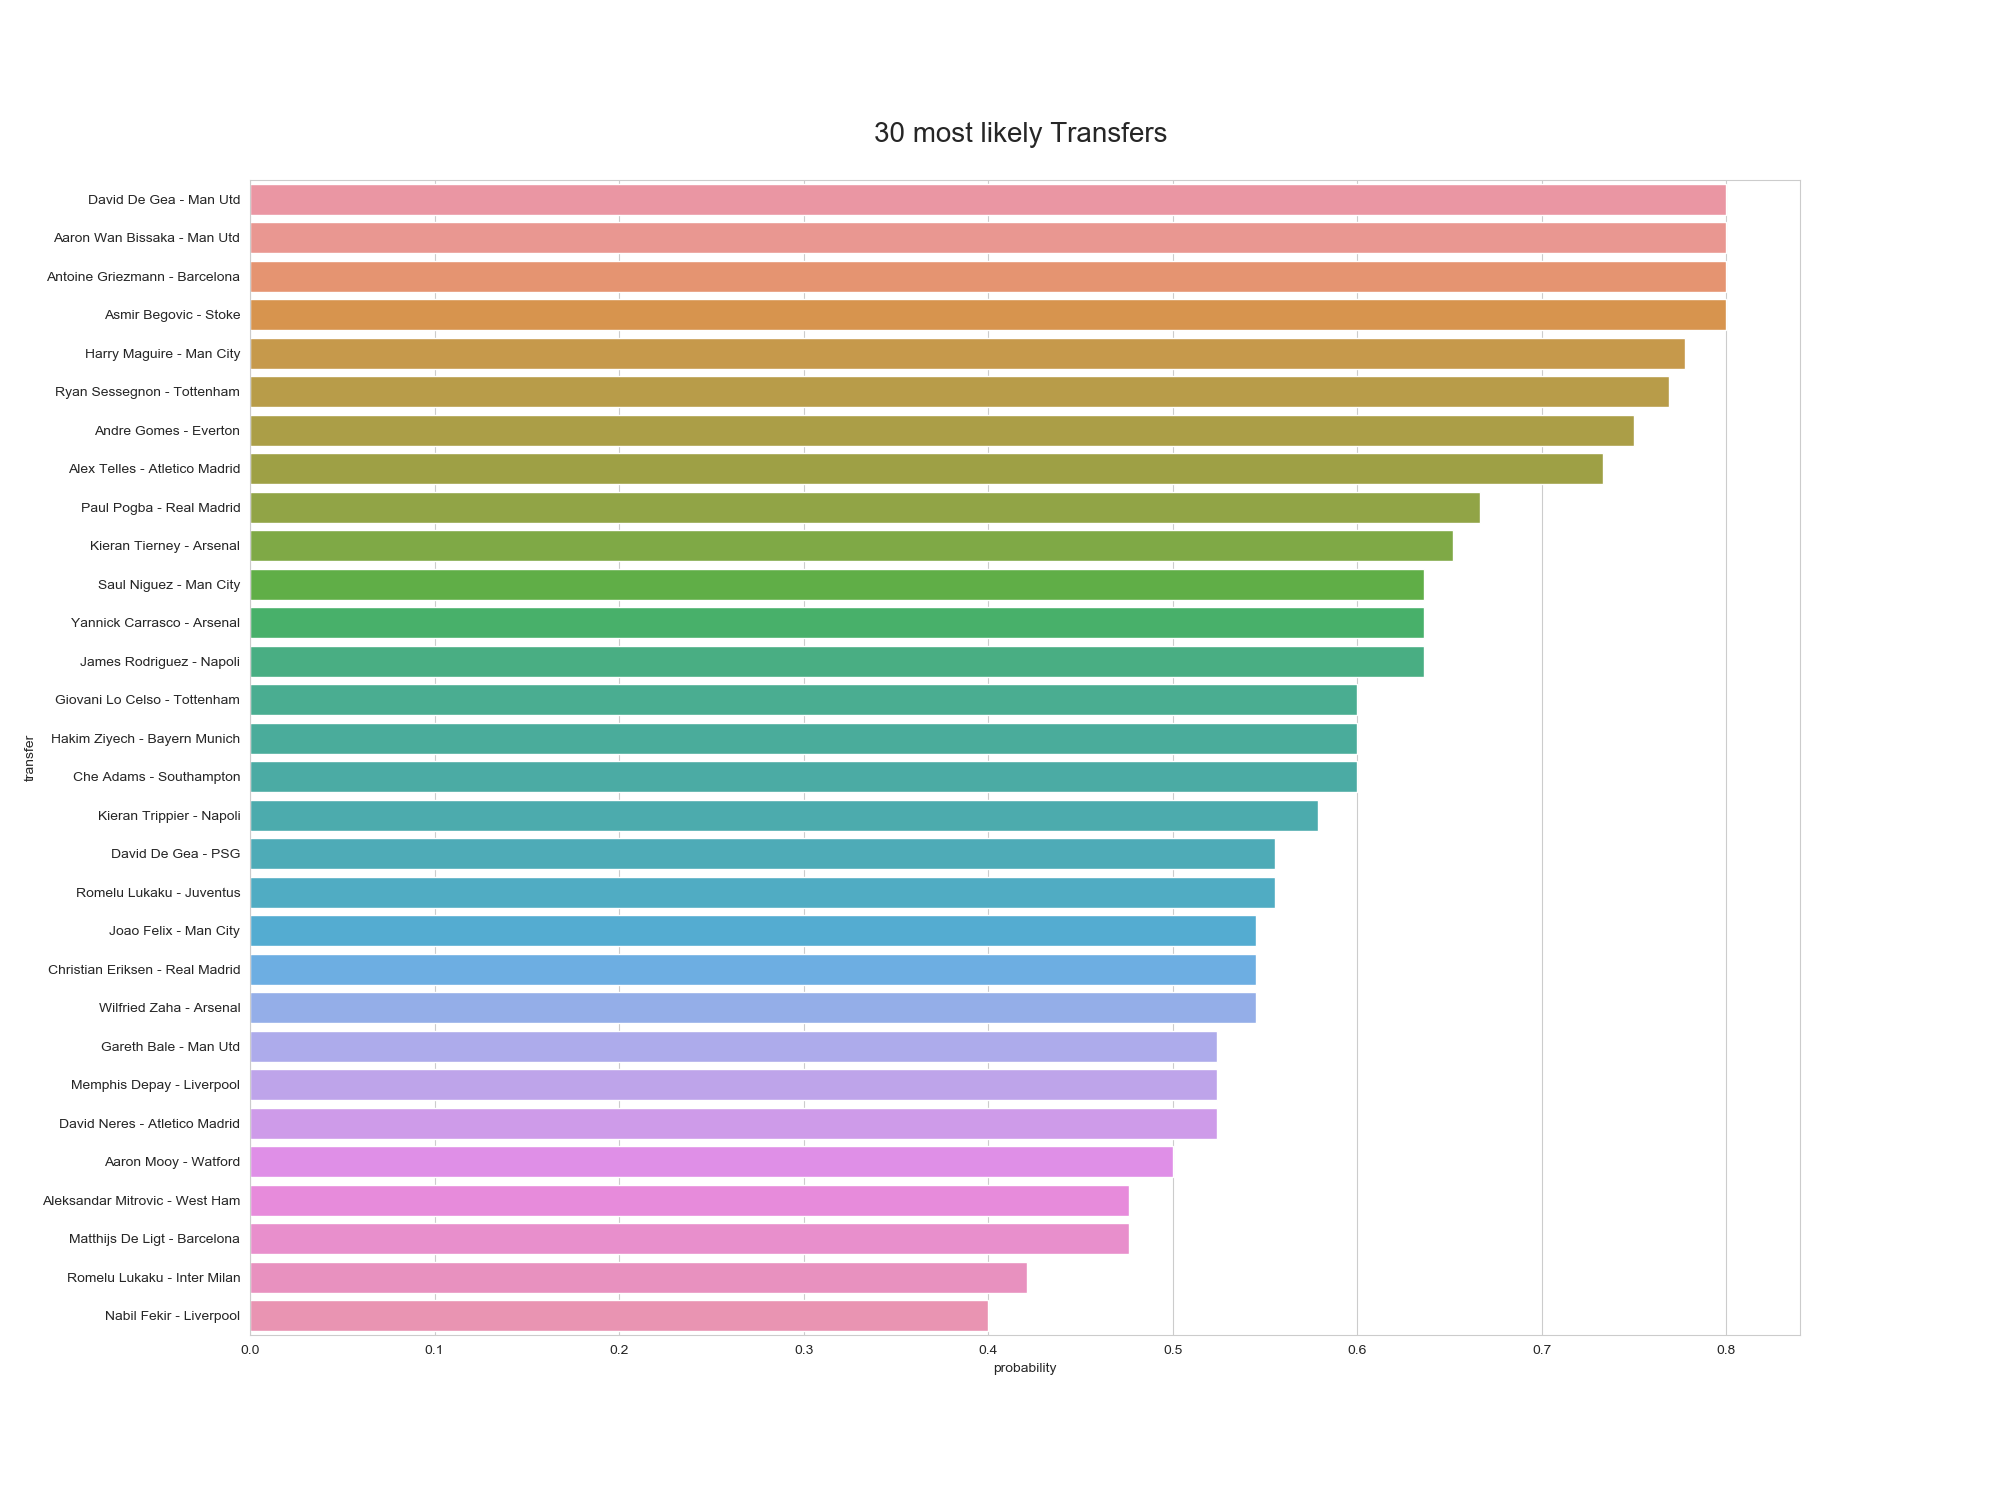 30 most likely Transfers
David De Gea - Man Utd
Aaron Wan Bissaka - Man Utd
Antoine Griezmann - Barcelona
Asmir Begovic - Stoke
Harry Maguire - Man City
Ryan Sessegnon - Tottenham
Andre Gomes - Everton
Alex Telles - Atletico Madrid
Paul Pogba - Real Madrid
Kieran Tierney - Arsenal
Saul Niguez - Man City
Yannick Carrasco - Arsenal
James Rodriguez - Napoli
Giovani Lo Celso - Tottenham
Hakim Ziyech - Bayern Munich
transfer
Che Adams - Southampton
Kieran Trippier - Napoli
David De Gea - PSG
Romelu Lukaku - Juventus
Joao Felix - Man City
Christian Eriksen - Real Madrid
Wilfried Zaha - Arsenal
Gareth Bale - Man Utd
Memphis Depay - Liverpool
David Neres - Atletico Madrid
Aaron Mooy - Watford
Aleksandar Mitrovic - West Ham
Matthijs De Ligt - Barcelona
Romelu Lukaku - Inter Milan
Nabil Fekir - Liverpool
0.0 0.1 0.2 0.3 0.4 0.5 0.6 0.7 0.8
probability